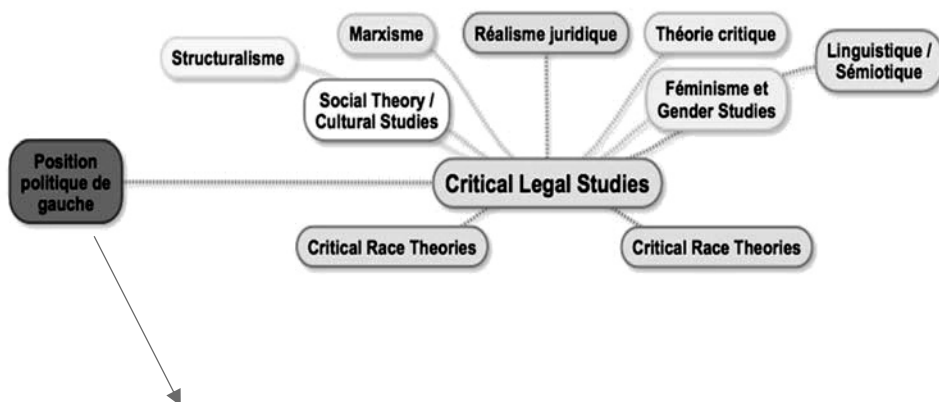 Marxisme
Réalisme juridique
Théorie critique
Linguistique /
Sémiotique
Structuralisme
Social Theory /
Cultural Studies
Féminisme et
Gender Studies
Position
politique de
gauche
Critical Legal Studies
Critical Race Theories
Critical Race Theories